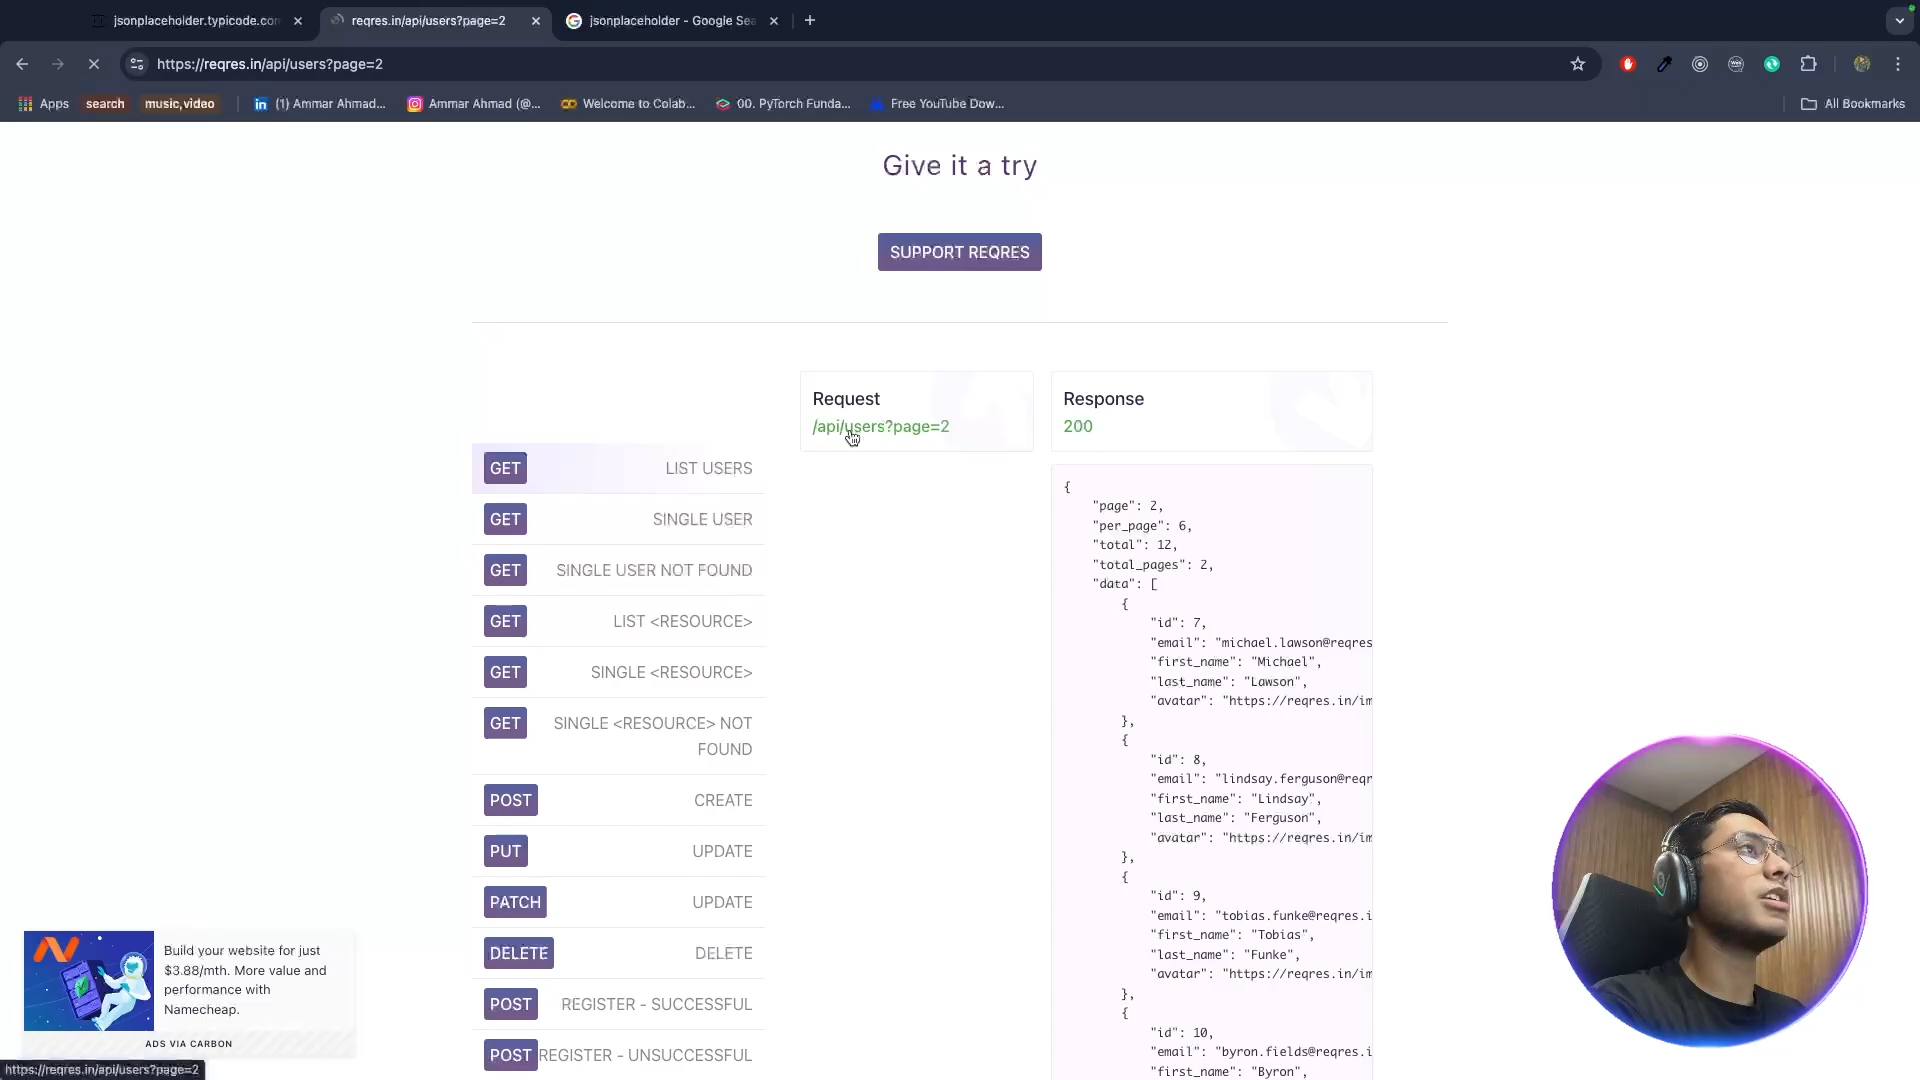 jsonplaceholder.typicode.con
reqres.in/api/users?page=2
jsonplaceholder - Google Sea
https://reqres.in/api/users?page=2
Apps
search
music,video
(1) Ammar Ahmad...
Ammar Ahmad (@...
Welcome to Colab...
00. PyTorch Funda...
Free YouTube Dow...
All Bookmarks
Give it a try
SUPPORT REQRES
Request
/api/users?page=2
Response
200
GET LIST USERS
GET SINGLE USER
GET SINGLE USER NOT FOUND
GET LIST <RESOURCE>
GET SINGLE <RESOURCE>
GET SINGLE <RESOURCE> NOT
FOUND
POST CREATE
PUT UPDATE
PATCH UPDATE
DELETE DELETE
POST REGISTER - SUCCESSFUL
POST REGISTER - UNSUCCESSFUL
{
"page": 2,
"per_page": 6,
"total": 12,
"total_pages": 2,
"data": [
{
"id": 7,
"email": "michael.lawson@reqres
"first_name": "Michael",
"last_name": "Lawson",
"avatar": "https://reqres.in/im
},
{
"id": 8,
"email": "lindsay.ferguson@reqr
"first_name": "Lindsay",
"last_name": "Ferguson",
"avatar": "https://reqres.in/im
},
{
"id": 9,
"email": "tobias.funke@reqres.i
"first_name": "Tobias",
"last_name": "Funke",
"avatar": "https://reqres.in/im
},
{
"id": 10,
"email": "byron.fields@reqres.i
"first_name": "Byron",
Build your website for just
$3.88/mth. More value and
performance with
Namecheap.
ADS VIA CARBON
https://reqres.in/api/users?page=2